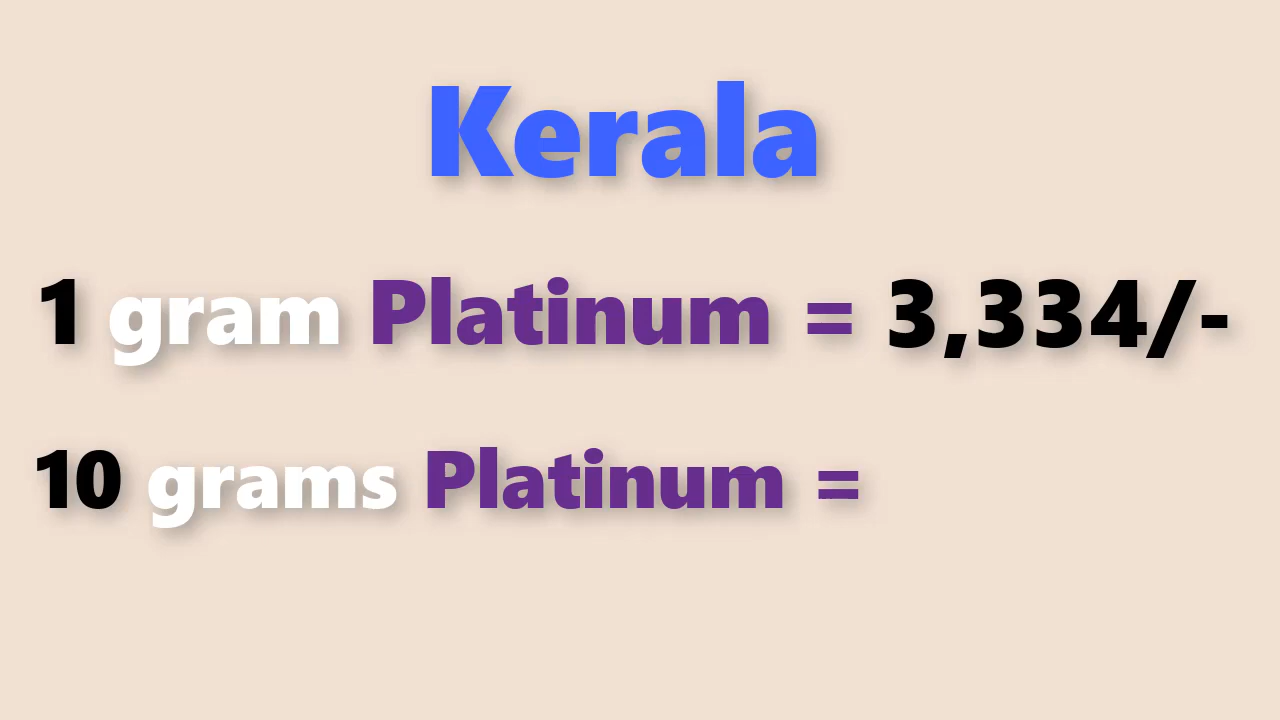 Kerala
1 gram Platinum = 3,334/-
10 grams Platinum =